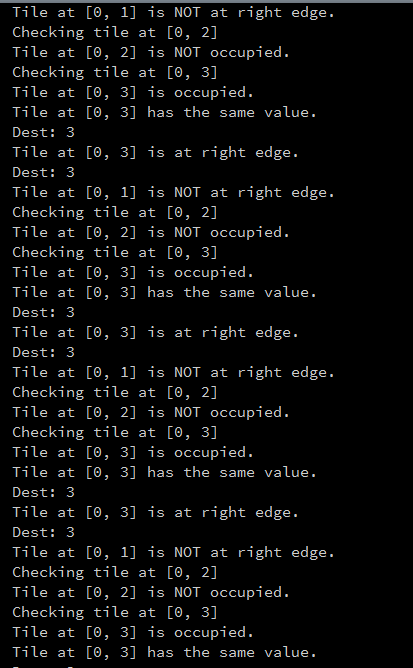 Tile at [0, 1] is NOT at right edge.
Checking tile at [0, 2]
Tile at [0, 2] is NOT occupied.
Checking tile at [0, 3]
Tile at [0, 3] is occupied.
Tile at [0, 3] has the same value.
Dest: 3
Tile at [0, 3] is at right edge.
Dest: 3
Tile at [0, 1] is NOT at right edge.
Checking tile at [0, 2]
Tile at [0, 2] is NOT occupied.
Checking tile at [0, 3]
Tile at [0, 3] is occupied.
Tile at [0, 3] has the same value.
Dest: 3
Tile at [0, 3] is at right edge.
Dest: 3
Tile at [0, 1] is NOT at right edge.
Checking tile at [0, 2]
Tile at [0, 2] is NOT occupied.
Checking tile at [0, 3]
Tile at [0, 3] is occupied.
Tile at [0, 3] has the same value.
Dest: 3
Tile at [0, 3] is at right edge.
Dest: 3
Tile at [0, 1] is NOT at right edge.
Checking tile at [0, 2]
Tile at [0, 2] is NOT occupied.
Checking tile at [0, 3]
Tile at [0, 3] is occupied.
Tile at [0, 3] has the same value.